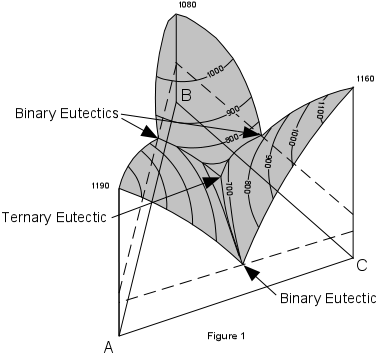 1080
1160
1000
B
Binary Eutectics
900
800
1100
1000
900
800
700
1190
Ternary Eutectic
C
Binary Eutectic
A
Figure 1